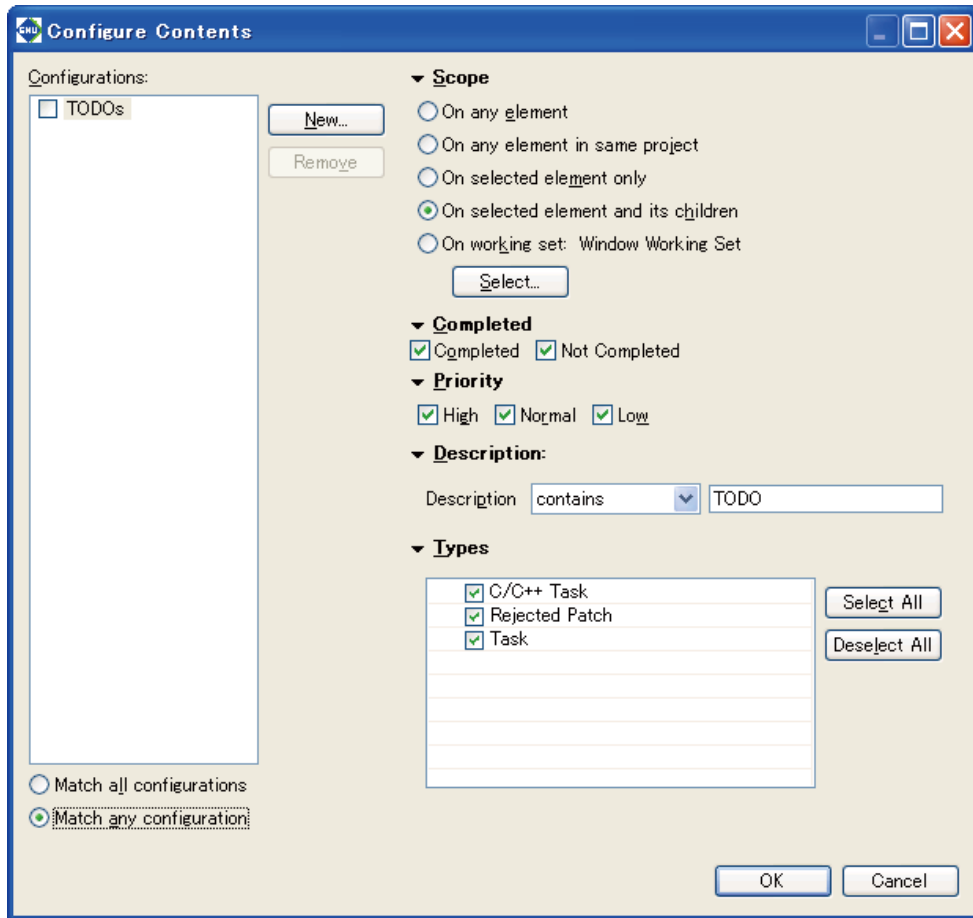 GNU Configure Contents
Configurations:
TODOs
New...
Remove
Scope
On any element
On any element in same project
On selected element only
On selected element and its children
On working set: Window Working Set
Select...
Completed
Completed Not Completed
Priority
High Normal Low
Description:
Description contains TODO
Types
C/C++ Task
Rejected Patch
Task
Select All
Deselect All
Match all configurations
Match any configuration
OK Cancel